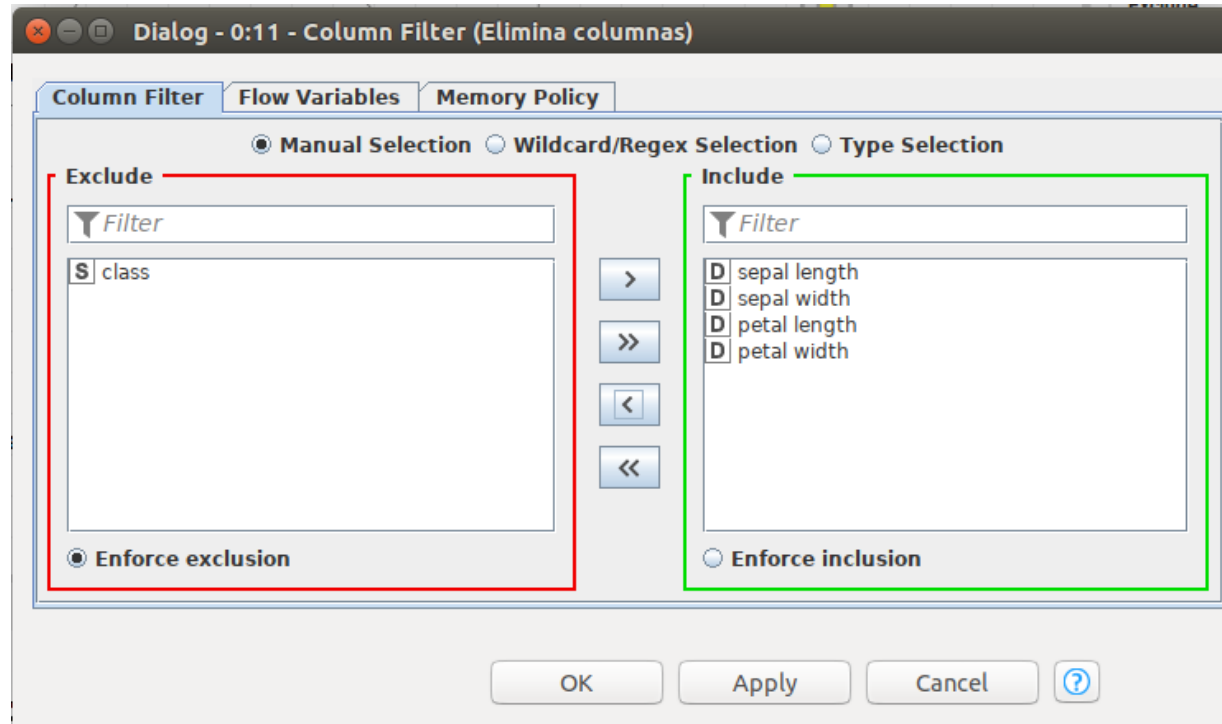 Dialog - 0:11 - Column Filter (Elimina columnas)
Column Filter Flow Variables Memory Policy
Manual Selection Wildcard/Regex Selection Type Selection
Exclude
Filter
S class
Enforce exclusion
>
»
<
«
Include
Filter
D sepal length
D sepal width
D petal length
D petal width
Enforce inclusion
OK Apply Cancel ?